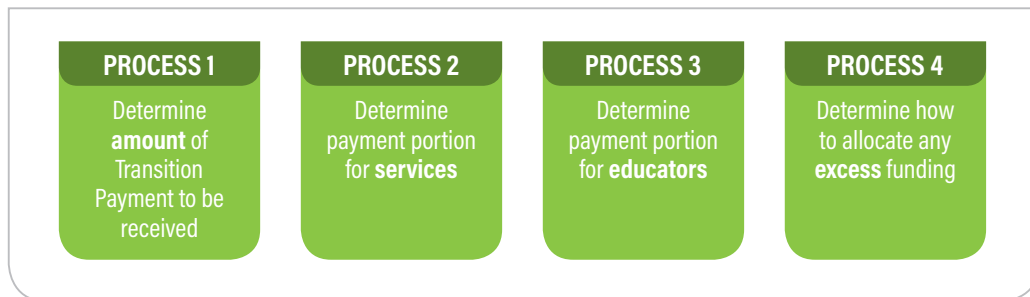 PROCESS 1
Determine
amount of
Transition
Payment to be
received
PROCESS 2
Determine
payment portion
for services
PROCESS 3
Determine
payment portion
for educators
PROCESS 4
Determine how
to allocate any
excess funding